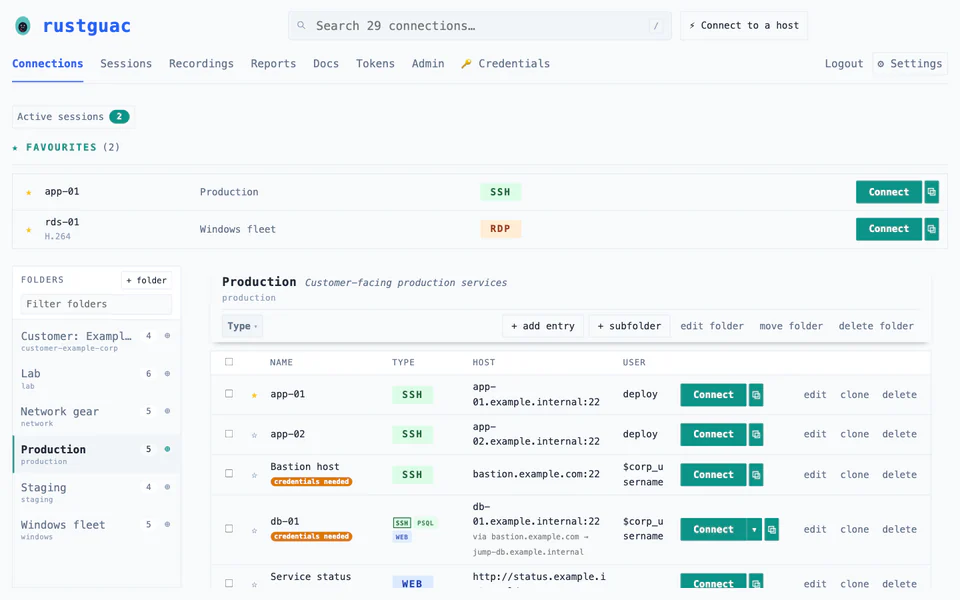 rustguac
Search 29 connections…
/
⚡ Connect to a host
Connections Sessions Recordings Reports Docs Tokens Admin 🔑 Credentials
Logout ⚙ Settings
Active sessions 2
★ FAVOURITES (2)
★ app-01 Production SSH Connect
★ rds-01 Windows fleet RDP Connect
H.264
FOLDERS + folder
Filter folders
Customer: Exampl… 4
customer-example-corp
Lab 6
lab
Network gear 5
network
Production 5
production
Staging 4
staging
Windows fleet 5
windows
Production Customer-facing production services
production
Type + add entry + subfolder edit folder move folder delete folder
NAME TYPE HOST USER
★ app-01 SSH app-
01.example.internal:22 deploy Connect edit clone delete
☆ app-02 SSH app-
02.example.internal:22 deploy Connect edit clone delete
☆ Bastion host SSH bastion.example.com:22 $corp_u
sername Connect edit clone delete
credentials needed
☆ db-01 SSH PSQL WEB db-
01.example.internal:22 $corp_u
sername Connect ▾ edit clone delete
credentials needed
via bastion.example.com →
jump-db.example.internal
☆ Service status WEB http://status.example.i Connect edit clone delete